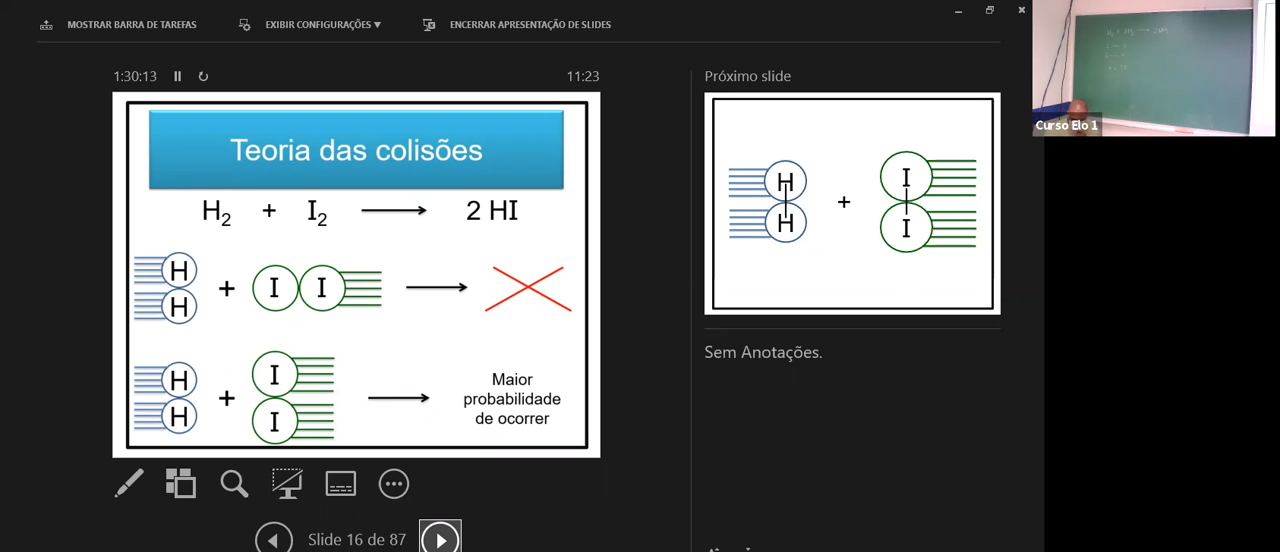 MOSTRAR BARRA DE TAREFAS
EXIBIR CONFIGURAÇÕES
ENCERRAR APRESENTAÇÃO DE SLIDES
1:30:13
11:23
Teoria das colisões
H₂ + I₂ → 2 HI
H + I I →
H
H + I → Maior
probabilidade
de ocorrer
H I
Slide 16 de 87
Próximo slide
H + I
H I
Sem Anotações.
Curso Elo 1